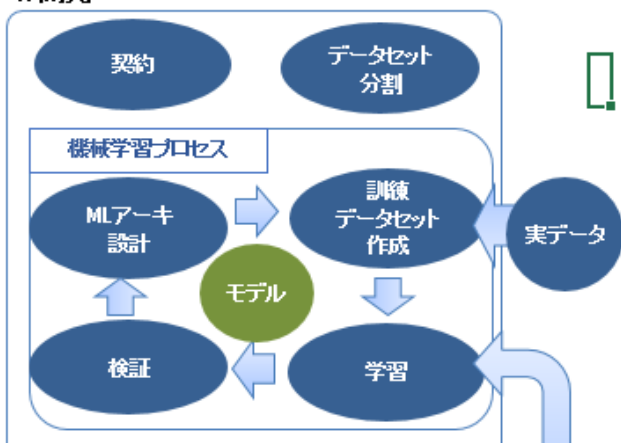 契約
データセット
分割
機械学習プロセス
MLアーキ
設計
訓練
データセット
作成
実データ
モデル
検証
学習